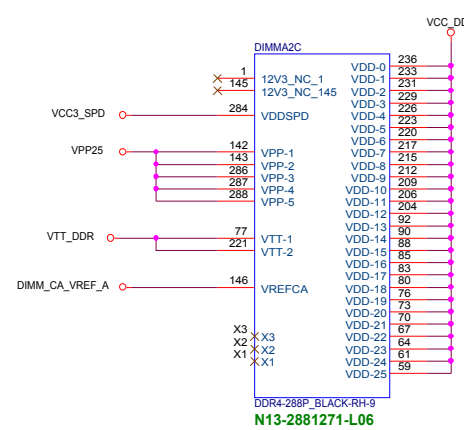 VCC_DD
DIMMA2C
1 12V3_NC_1
145 12V3_NC_145
VCC3_SPD 284 VDDSPD
VPP25 142 VPP-1
143 VPP-2
286 VPP-3
287 VPP-4
288 VPP-5
VTT_DDR 77 VTT-1
221 VTT-2
DIMM_CA_VREF_A 146 VREFCA
X3 X3
X2 X2
X1 X1
VDD-0 236
VDD-1 233
VDD-2 231
VDD-3 229
VDD-4 226
VDD-5 223
VDD-6 220
VDD-7 217
VDD-8 215
VDD-9 212
VDD-10 209
VDD-11 206
VDD-12 204
VDD-13 92
VDD-14 90
VDD-15 88
VDD-16 85
VDD-17 83
VDD-18 80
VDD-19 76
VDD-20 73
VDD-21 70
VDD-22 67
VDD-23 64
VDD-24 61
VDD-25 59
DDR4-288P_BLACK-RH-9
N13-2881271-L06